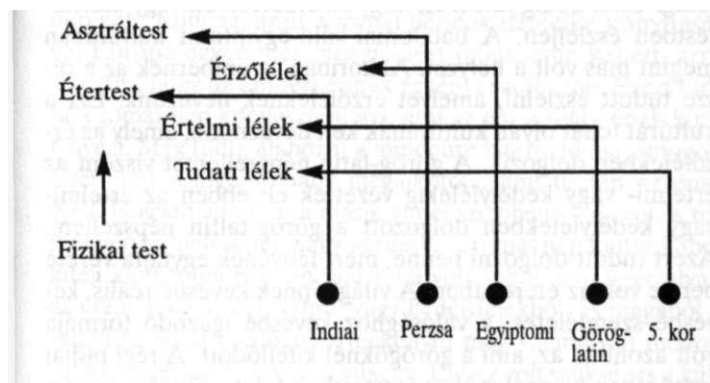 Asztráltest
Érzőlélek
Étertest
Értelmi lélek
Tudati lélek
Fizikai test
Indiai Perzsa Egyiptomi Görög- 5. kor
latin